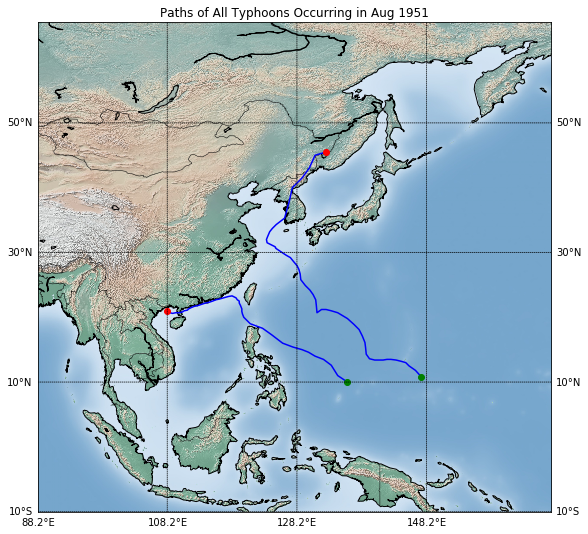 Paths of All Typhoons Occurring in Aug 1951
50°N 50°N
30°N 30°N
10°N 10°N
10°S 10°S
88.2°E 108.2°E 128.2°E 148.2°E